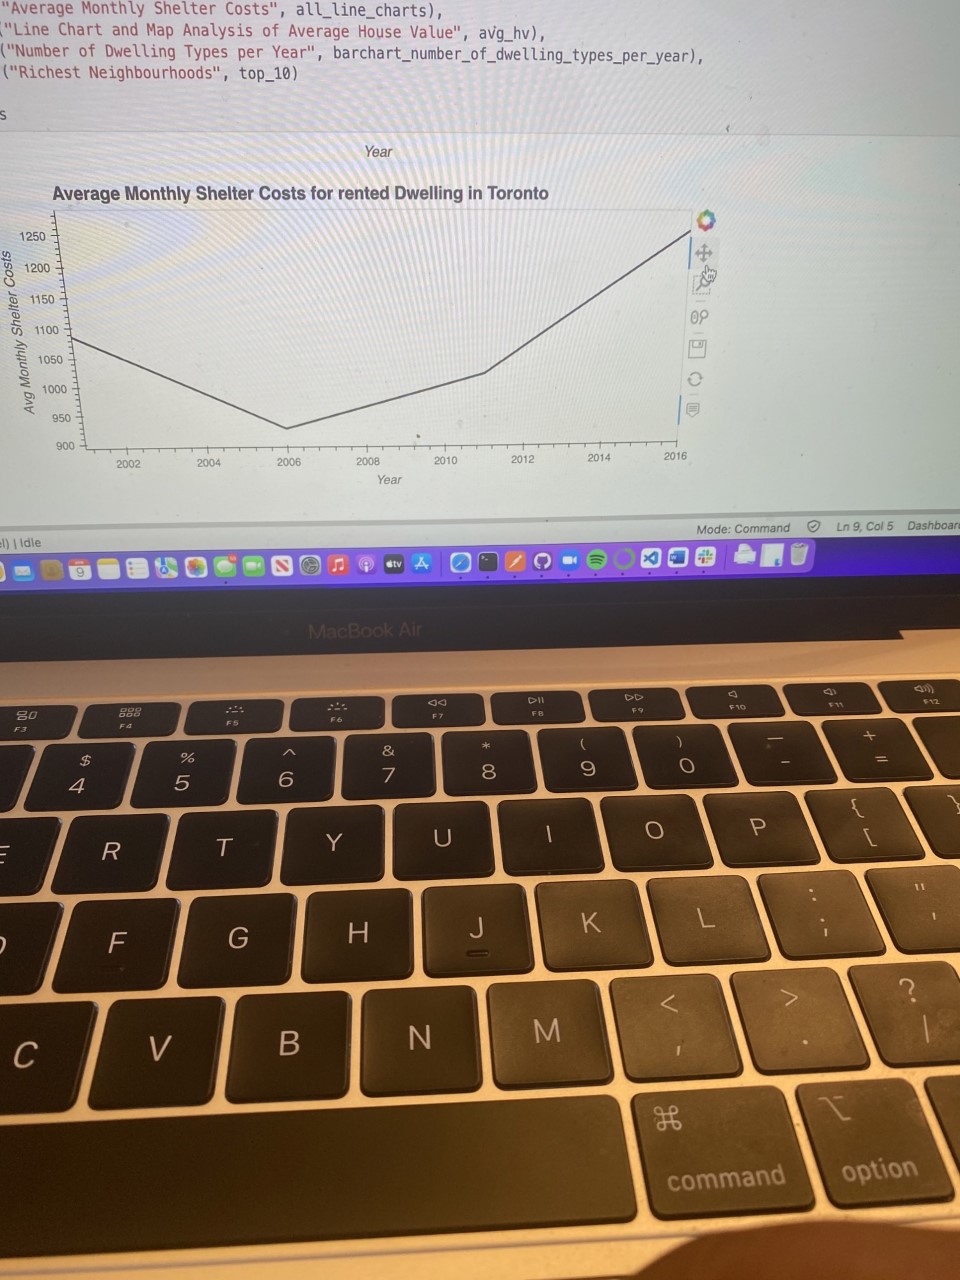 "Average Monthly Shelter Costs", all_line_charts),
("Line Chart and Map Analysis of Average House Value", avg_hv),
("Number of Dwelling Types per Year", barchart_number_of_dwelling_types_per_year),
("Richest Neighbourhoods", top_10)
s
Year
Average Monthly Shelter Costs for rented Dwelling in Toronto
Avg Monthly Shelter Costs
1250
1200
1150
1100
1050
1000
950
900
2002 2004 2006 2008 2010 2012 2014 2016
Year
Mode: Command Ln 9, Col 5 Dashboar
el) | Idle
9 tv
MacBook Air
F3 F4 F5 F6 F7 F8 F9 F10 F11 F12
$ % ^ & * ( ) — +
4 5 6 7 8 9 0 - =
E R T Y U I O P { }
[
D F G H J K L : "
; '
C V B N M < > ?
, .
⌘ ⌥
command option